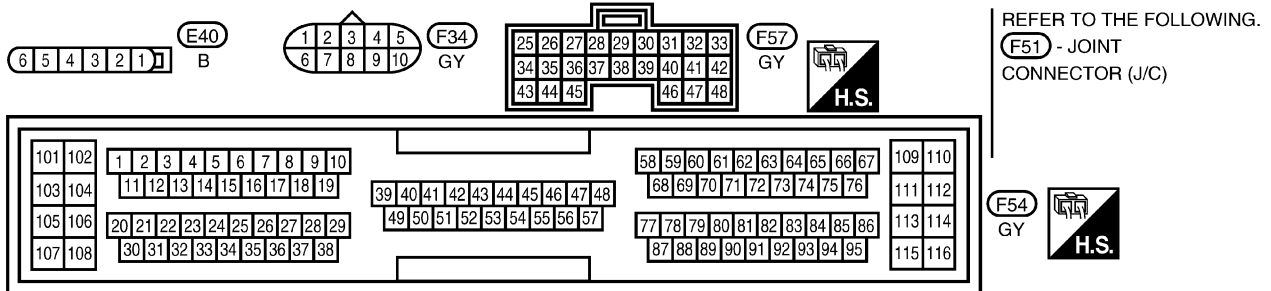 6 5 4 3 2 1
E40
B
1 2 3 4 5
6 7 8 9 10
F34
GY
25 26 27 28 29 30 31 32 33
34 35 36 37 38 39 40 41 42
43 44 45 46 47 48
F57
GY
H.S.
REFER TO THE FOLLOWING.
F51 - JOINT
CONNECTOR (J/C)
101 102
103 104
105 106
107 108
1 2 3 4 5 6 7 8 9 10
11 12 13 14 15 16 17 18 19
20 21 22 23 24 25 26 27 28 29
30 31 32 33 34 35 36 37 38
39 40 41 42 43 44 45 46 47 48
49 50 51 52 53 54 55 56 57
58 59 60 61 62 63 64 65 66 67
68 69 70 71 72 73 74 75 76
77 78 79 80 81 82 83 84 85 86
87 88 89 90 91 92 93 94 95
109 110
111 112
113 114
115 116
F54
GY
H.S.